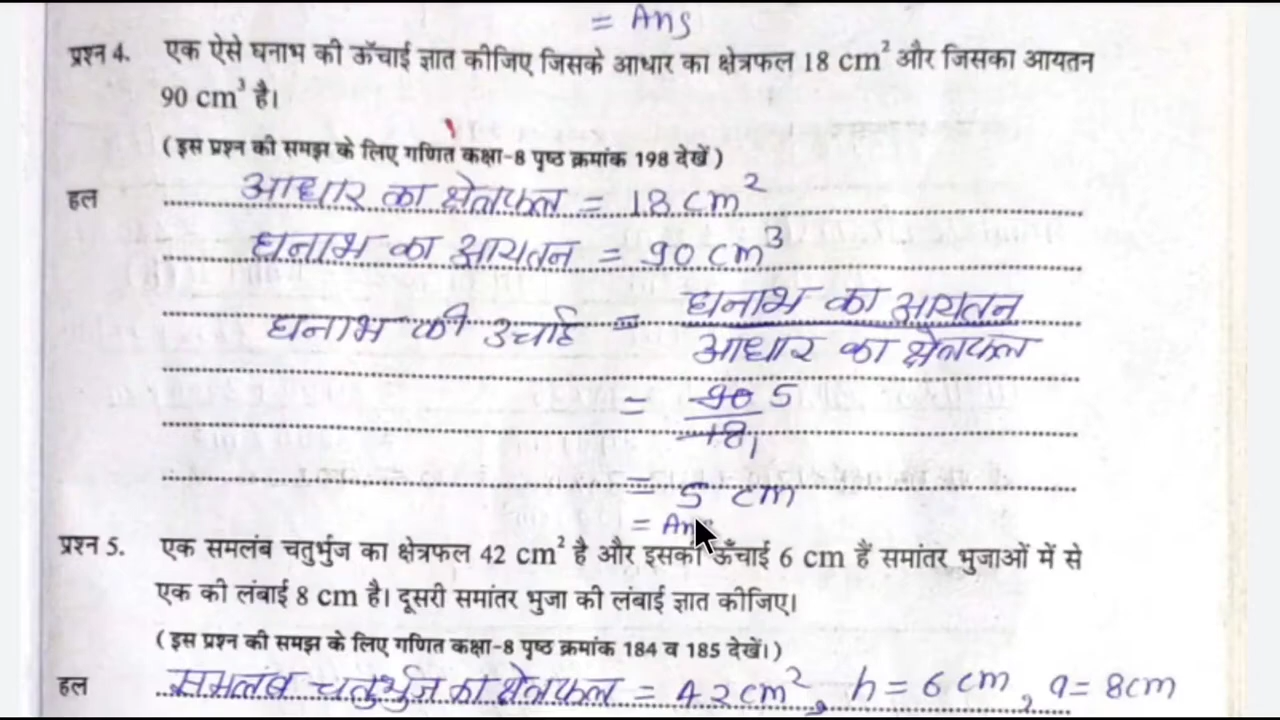 = Ans
प्रश्न 4. एक ऐसे घनाभ की ऊँचाई ज्ञात कीजिए जिसके आधार का क्षेत्रफल 18 cm² और जिसका आयतन
90 cm³ है।
( इस प्रश्न की समझ के लिए गणित कक्षा-8 पृष्ठ क्रमांक 198 देखें )
हल आधार का क्षेत्रफल = 18 cm²
घनाभ का आयतन = 90 cm³
घनाभ की उचाई = घनाभ का आयतन
आधार का क्षेत्रफल
= 90 5
18 1
= 5 cm
= Ans
प्रश्न 5. एक समलंब चतुर्भुज का क्षेत्रफल 42 cm² है और इसकी ऊँचाई 6 cm हैं समांतर भुजाओं में से
एक की लंबाई 8 cm है। दूसरी समांतर भुजा की लंबाई ज्ञात कीजिए।
( इस प्रश्न की समझ के लिए गणित कक्षा-8 पृष्ठ क्रमांक 184 व 185 देखें।)
हल समलंब चतुर्भुज का क्षेत्रफल = 42 cm², h = 6 cm, a = 8cm